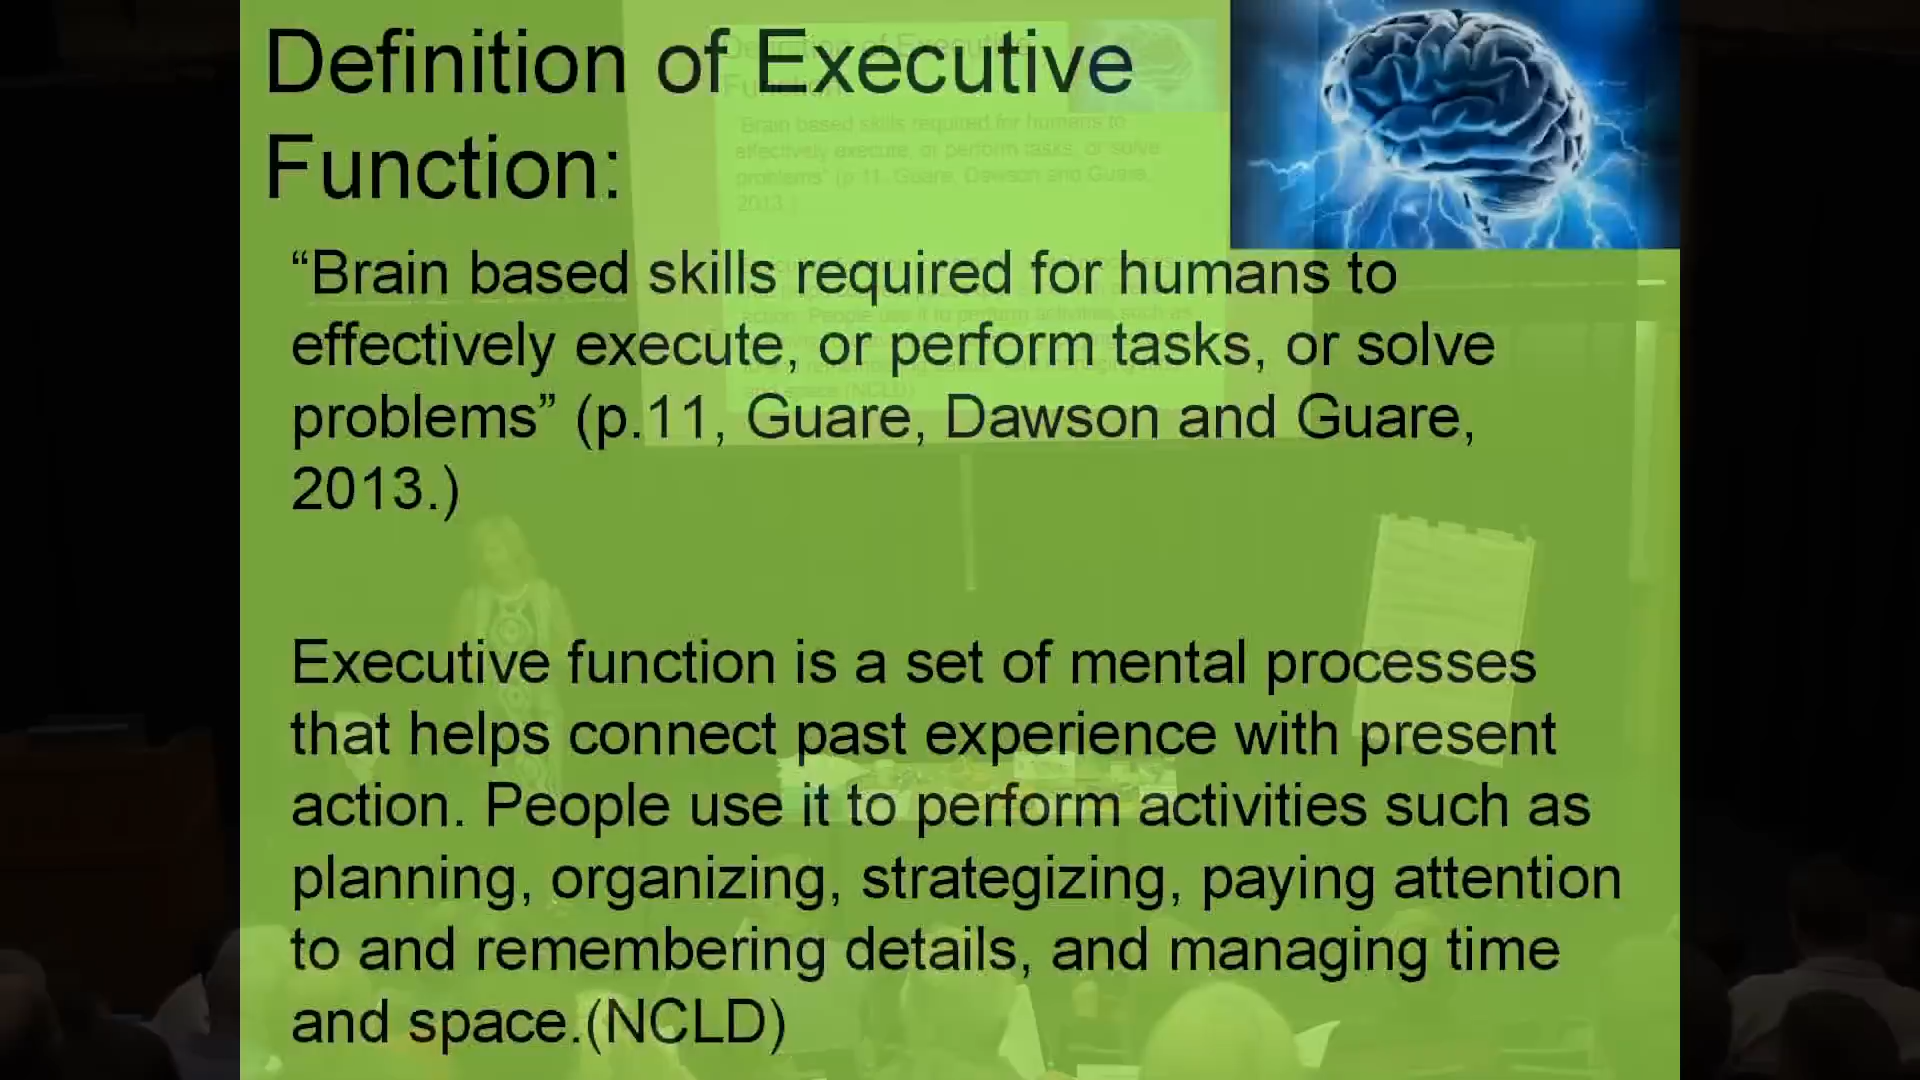 Definition of Executive
Function:
“Brain based skills required for humans to
effectively execute, or perform tasks, or solve
problems” (p.11, Guare, Dawson and Guare,
2013.)
Executive function is a set of mental processes
that helps connect past experience with present
action. People use it to perform activities such as
planning, organizing, strategizing, paying attention
to and remembering details, and managing time
and space.(NCLD)